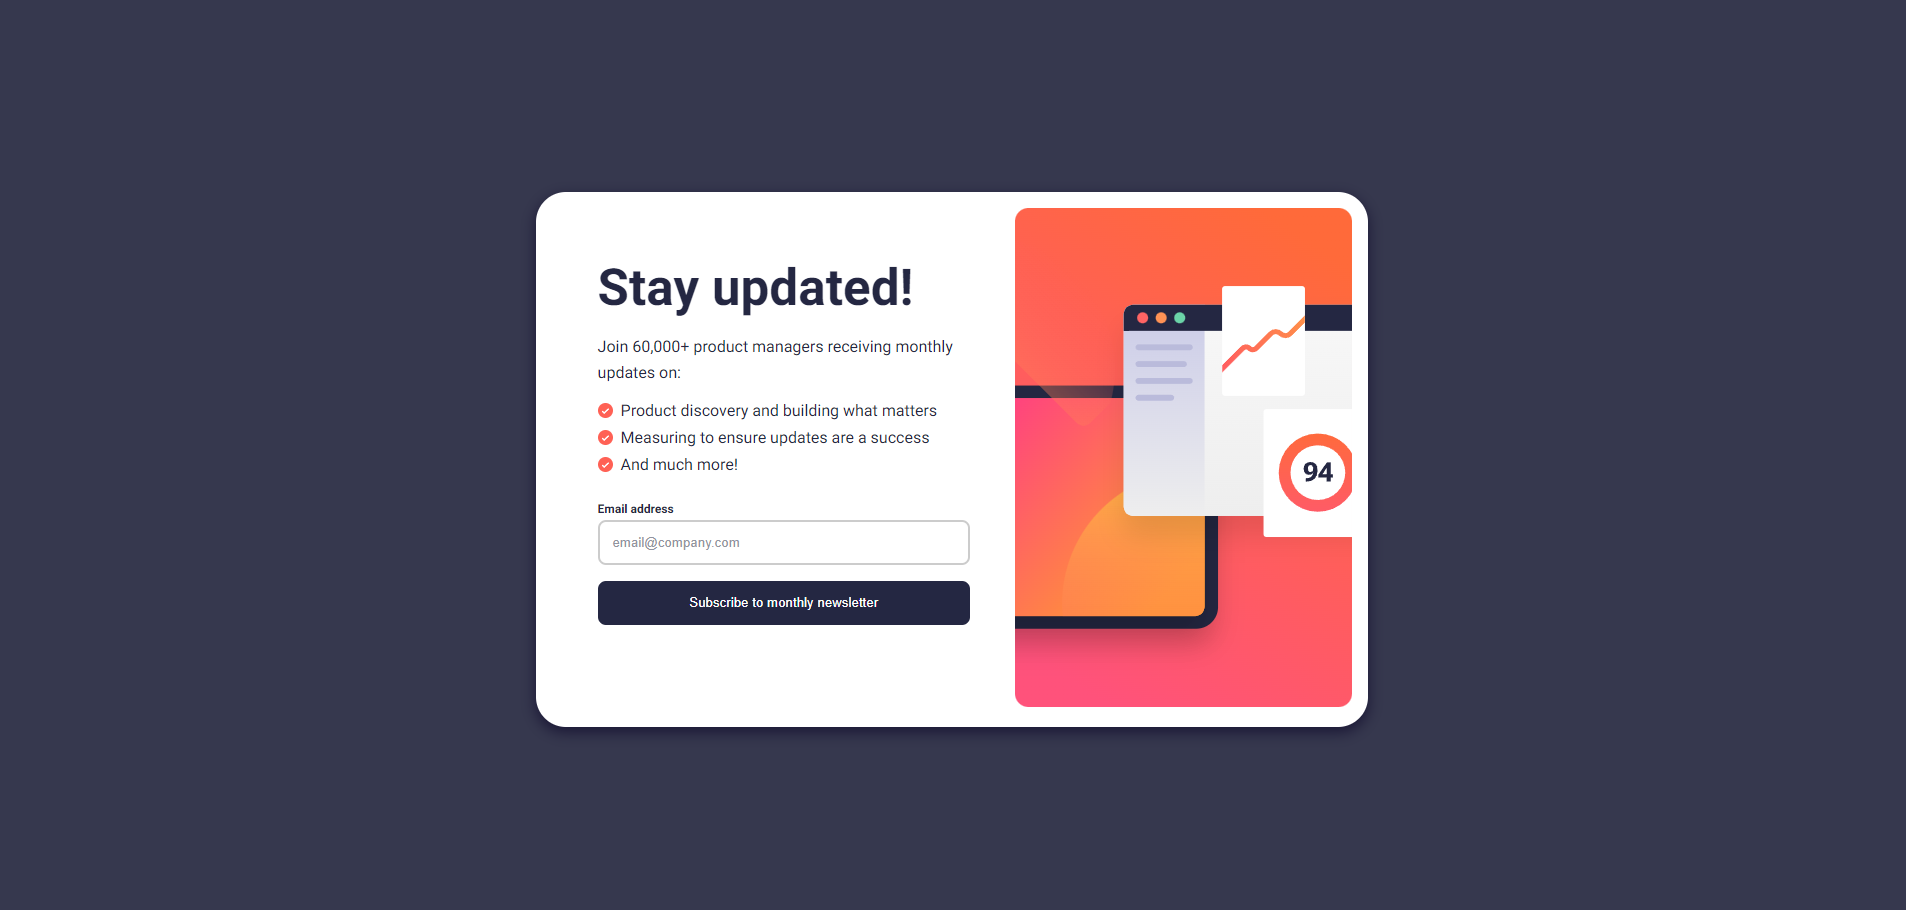 Stay updated!
Join 60,000+ product managers receiving monthly
updates on:
Product discovery and building what matters
Measuring to ensure updates are a success
And much more!
Email address
email@company.com
Subscribe to monthly newsletter
94